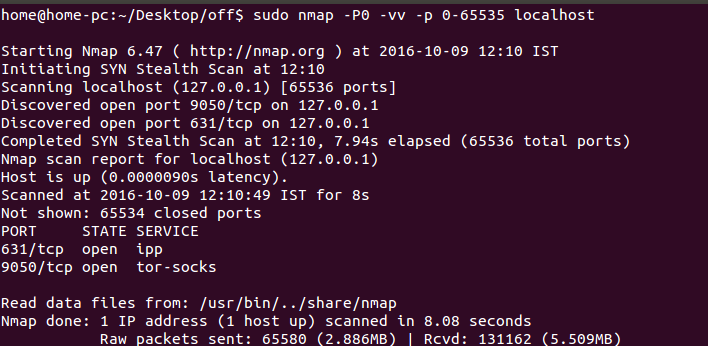 home@home-pc:~/Desktop/off$ sudo nmap -P0 -vv -p 0-65535 localhost
Starting Nmap 6.47 ( http://nmap.org ) at 2016-10-09 12:10 IST
Initiating SYN Stealth Scan at 12:10
Scanning localhost (127.0.0.1) [65536 ports]
Discovered open port 9050/tcp on 127.0.0.1
Discovered open port 631/tcp on 127.0.0.1
Completed SYN Stealth Scan at 12:10, 7.94s elapsed (65536 total ports)
Nmap scan report for localhost (127.0.0.1)
Host is up (0.0000090s latency).
Scanned at 2016-10-09 12:10:49 IST for 8s
Not shown: 65534 closed ports
PORT     STATE SERVICE
631/tcp  open  ipp
9050/tcp open  tor-socks
Read data files from: /usr/bin/../share/nmap
Nmap done: 1 IP address (1 host up) scanned in 8.08 seconds
Raw packets sent: 65580 (2.886MB) | Rcvd: 131162 (5.509MB)